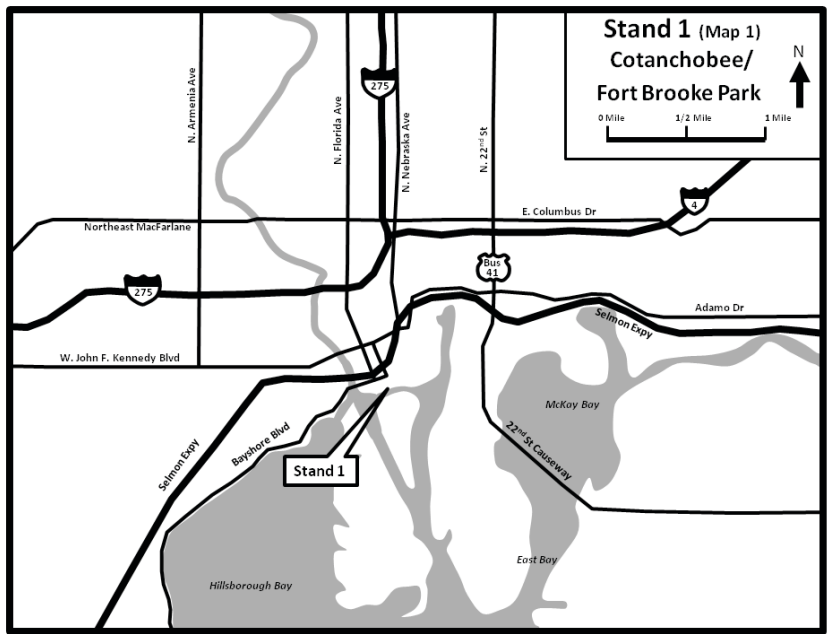 Stand 1 (Map 1)
Cotanchobee/
Fort Brooke Park
N
0 Mile 1/2 Mile 1 Mile
N. Armenia Ave
N. Florida Ave
275
N. Nebraska Ave
N. 22nd St
4
E. Columbus Dr
Northeast MacFarlane
Bus
41
275
Adamo Dr
Selmon Expy
W. John F. Kennedy Blvd
McKay Bay
Bayshore Blvd
22nd St Causeway
Selmon Expy
Stand 1
East Bay
Hillsborough Bay